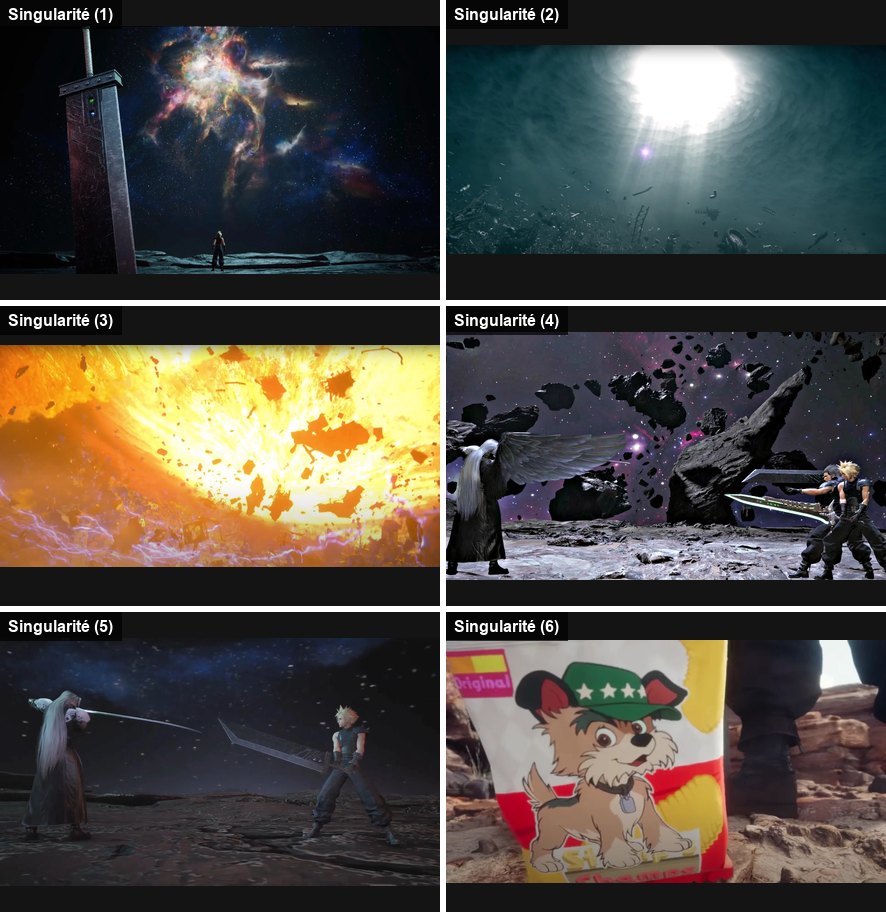 Singularité (1)
Singularité (2)
Singularité (3)
Singularité (4)
Singularité (5)
Singularité (6)
Original